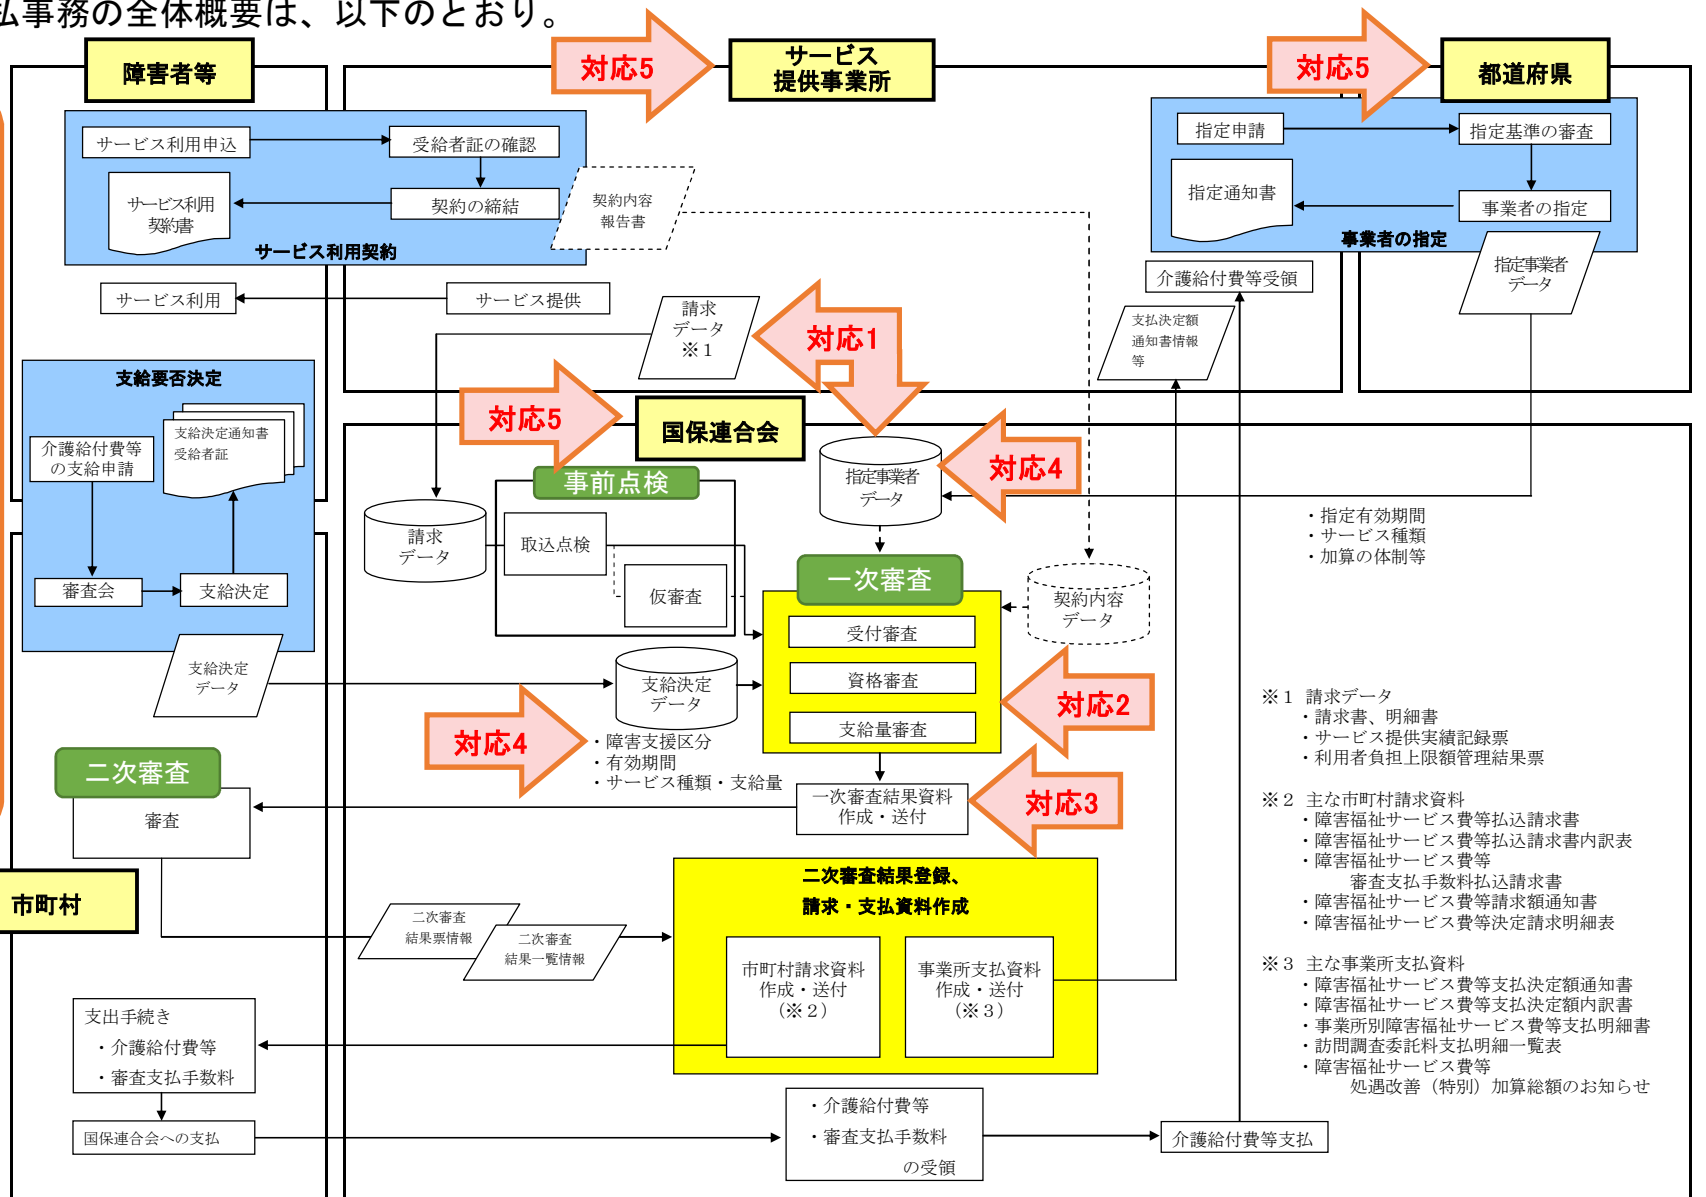 払事務の全体概要は、以下のとおり。
障害者等
対応5
サービス
提供事業所
対応5
都道府県
サービス利用申込
受給者証の確認
サービス利用
契約書
契約の締結
契約内容
報告書
サービス利用契約
指定申請
指定基準の審査
指定通知書
事業者の指定
事業者の指定
指定事業者
データ
サービス利用
サービス提供
請求
データ
※1
対応1
介護給付費等受領
支払決定額
通知書情報
等
支給要否決定
介護給付費等
の支給申請
支給決定通知書
受給者証
審査会
支給決定
支給決定
データ
対応5
国保連合会
事前点検
請求
データ
取込点検
仮審査
指定事業者
データ
対応4
・指定有効期間
・サービス種類
・加算の体制等
一次審査
受付審査
資格審査
支給量審査
契約内容
データ
支給決定
データ
対応4
・障害支援区分
・有効期間
・サービス種類・支給量
対応2
一次審査結果資料
作成・送付
対応3
二次審査
審査
市町村
二次審査
結果票情報
二次審査
結果一覧情報
二次審査結果登録、
請求・支払資料作成
市町村請求資料
作成・送付
(※2)
事業所支払資料
作成・送付
(※3)
支出手続き
・介護給付費等
・審査支払手数料
国保連合会への支払
・介護給付費等
・審査支払手数料
の受領
介護給付費等支払
※1 請求データ
・請求書、明細書
・サービス提供実績記録票
・利用者負担上限額管理結果票
※2 主な市町村請求資料
・障害福祉サービス費等払込請求書
・障害福祉サービス費等払込請求書内訳表
・障害福祉サービス費等
審査支払手数料払込請求書
・障害福祉サービス費等請求額通知書
・障害福祉サービス費等決定請求明細表
※3 主な事業所支払資料
・障害福祉サービス費等支払決定額通知書
・障害福祉サービス費等支払決定額内訳書
・事業所別障害福祉サービス費等支払明細書
・訪問調査委託料支払明細一覧表
・障害福祉サービス費等
処遇改善（特別）加算総額のお知らせ